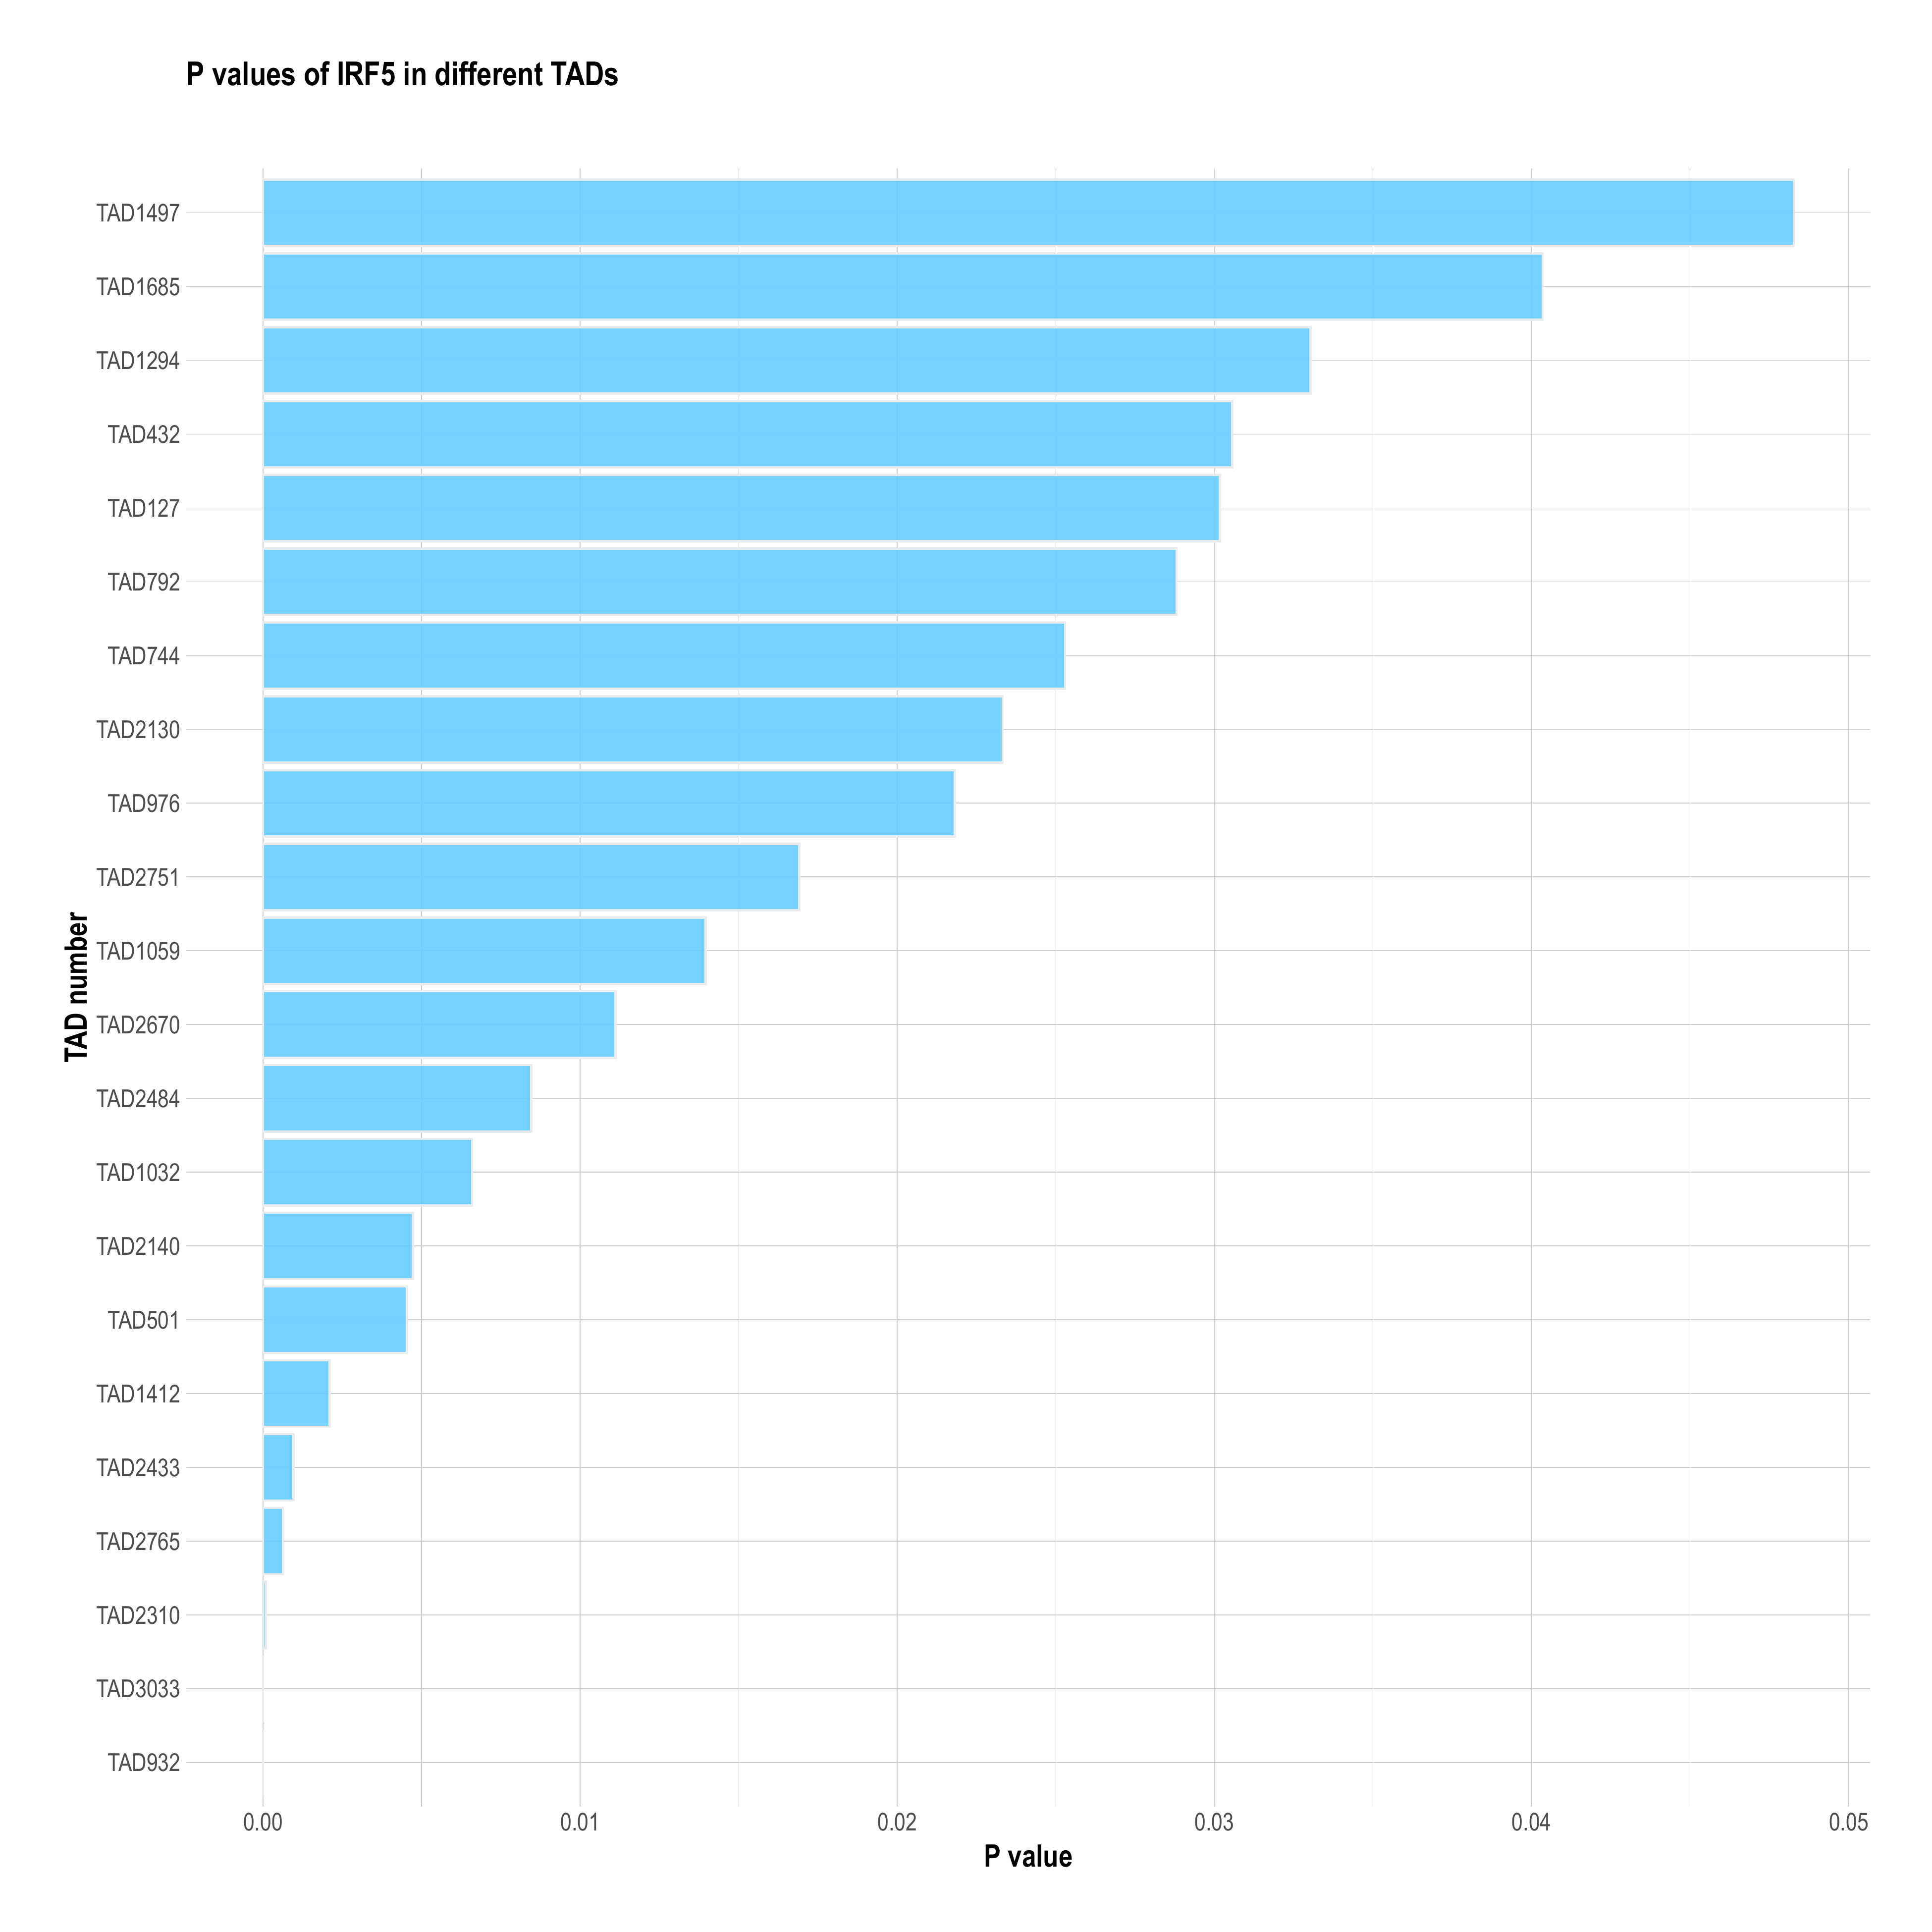 P values of IRF5 in different TADs
TAD1497
TAD1685
TAD1294
TAD432
TAD127
TAD792
TAD744
TAD2130
TAD976
TAD2751
TAD1059
TAD2670
TAD2484
TAD1032
TAD2140
TAD501
TAD1412
TAD2433
TAD2765
TAD2310
TAD3033
TAD932
TAD number
0.00 0.01 0.02 0.03 0.04 0.05
P value